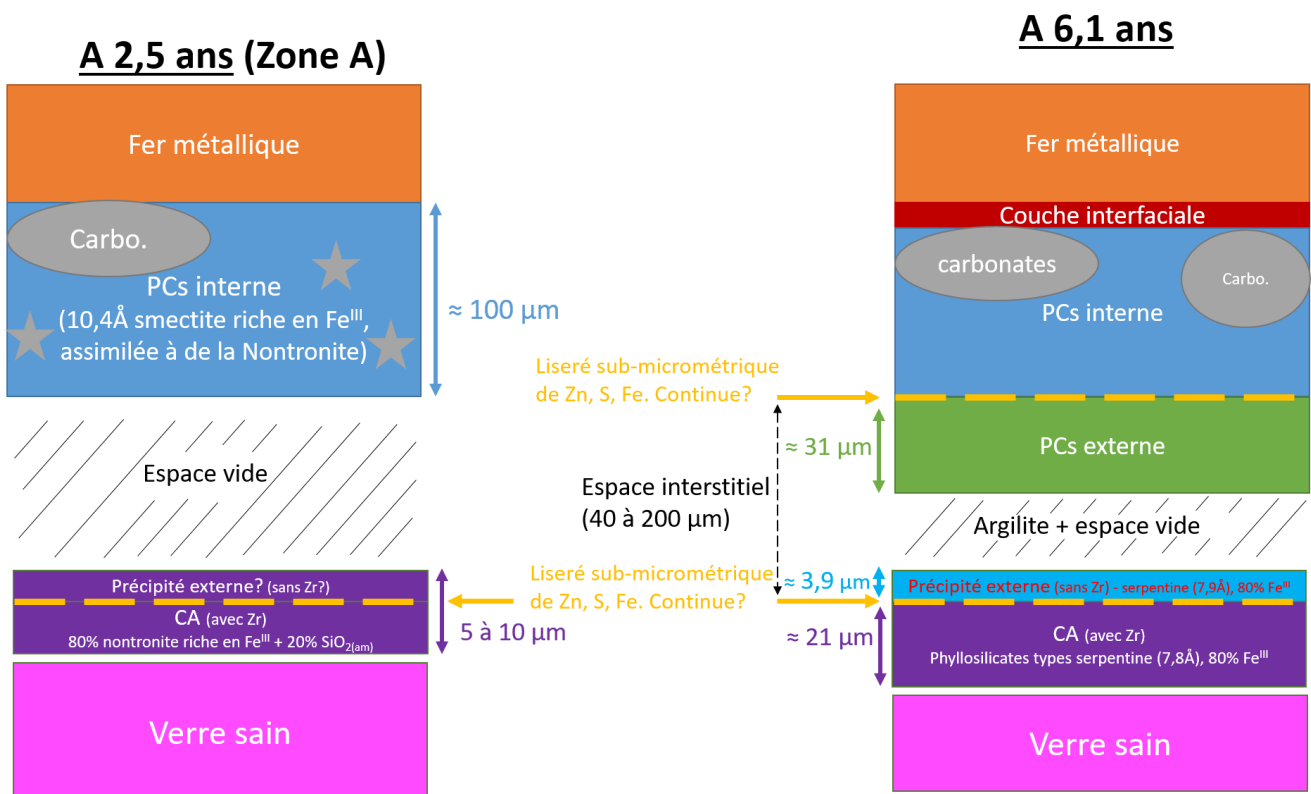 A 2,5 ans (Zone A)
Fer métallique
Carbo.
PCs interne
(10,4Å smectite riche en Feᴵᴵᴵ,
assimilée à de la Nontronite)
≈ 100 µm
Espace vide
Précipité externe? (sans Zr?)
CA (avec Zr)
80% nontronite riche en Feᴵᴵᴵ + 20% SiO₂₍ₐₘ₎
5 à 10 µm
Verre sain
Liseré sub-micrométrique
de Zn, S, Fe. Continue?
Espace interstitiel
(40 à 200 µm)
Liseré sub-micrométrique
de Zn, S, Fe. Continue?
A 6,1 ans
Fer métallique
Couche interfaciale
carbonates
Carbo.
PCs interne
PCs externe
≈ 31 µm
Argilite + espace vide
≈ 3,9 µm
Précipité externe (sans Zr) - serpentine (7,9Å), 80% Feᴵᴵᴵ
≈ 21 µm
CA (avec Zr)
Phyllosilicates types serpentine (7,8Å), 80% Feᴵᴵᴵ
Verre sain